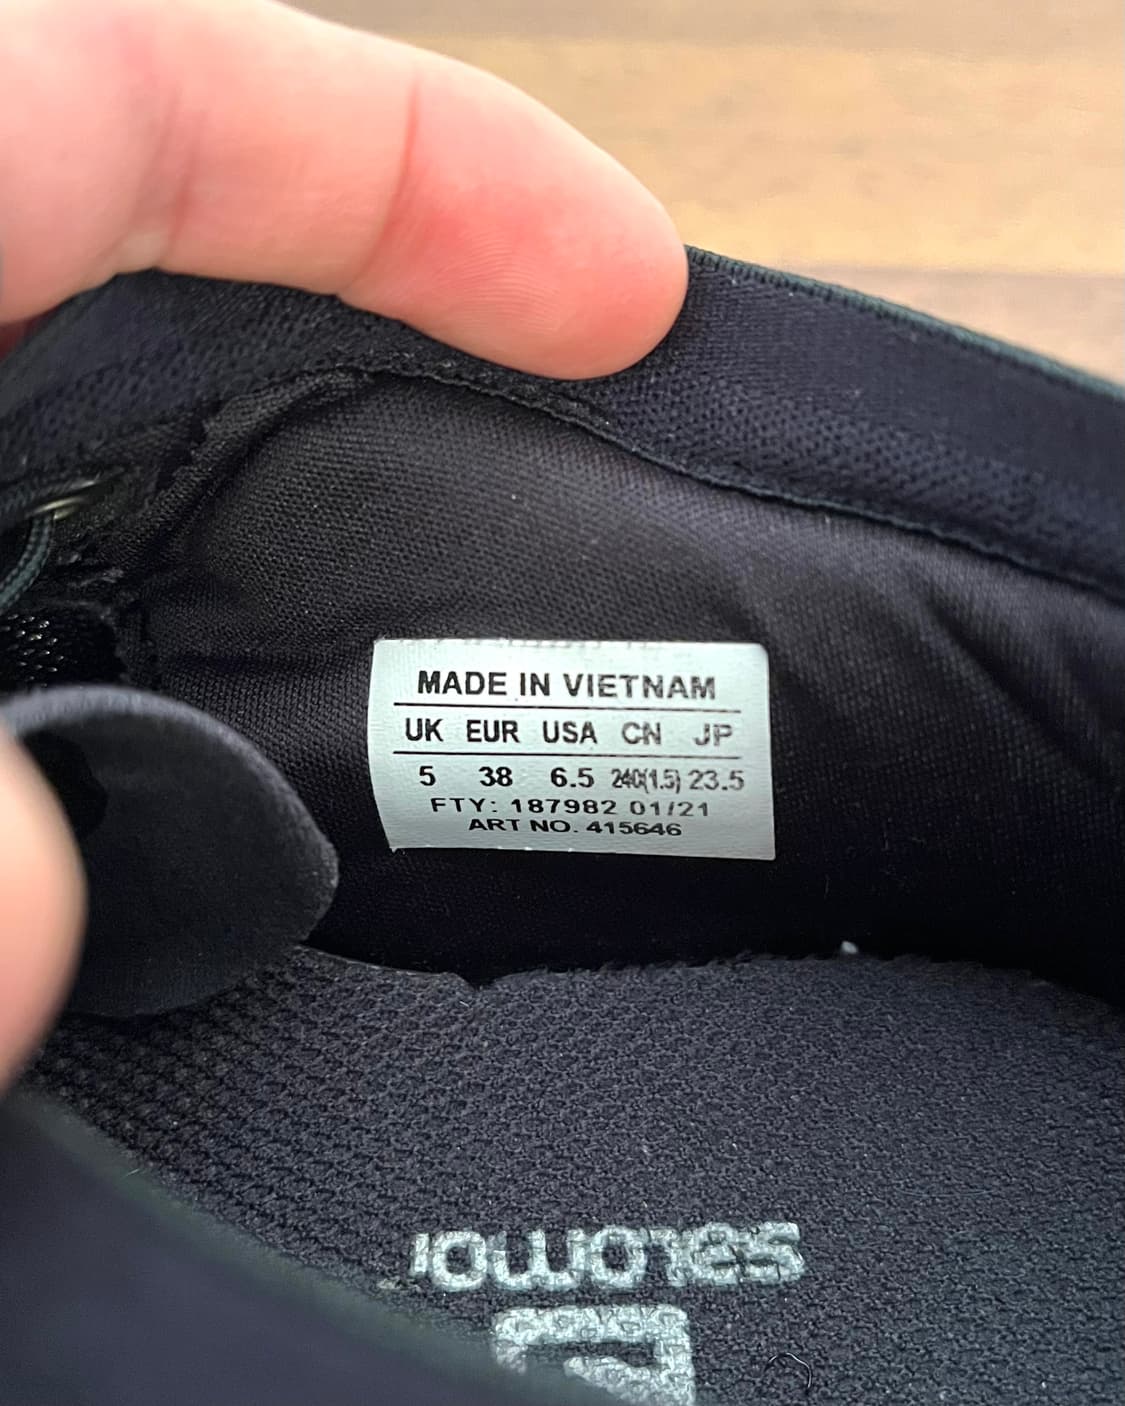 MADE IN VIETNAM
UK EUR USA CN JP
5 38 6.5 240(1.5) 23.5
FTY: 187982 01/21
ART NO. 415646
salomon